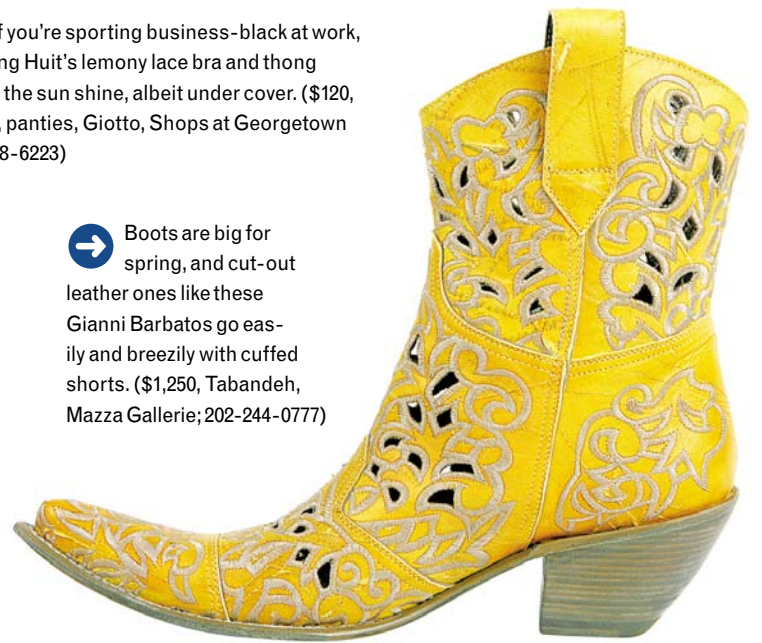 you're sporting business-black at work,
Huit's lemony lace bra and thong
the sun shine, albeit under cover. ($120,
panties, Giotto, Shops at Georgetown
8-6223)
Boots are big for
spring, and cut-out
leather ones like these
Gianni Barbatos go eas-
ily and breezily with cuffed
shorts. ($1,250, Tabandeh,
Mazza Gallerie; 202-244-0777)